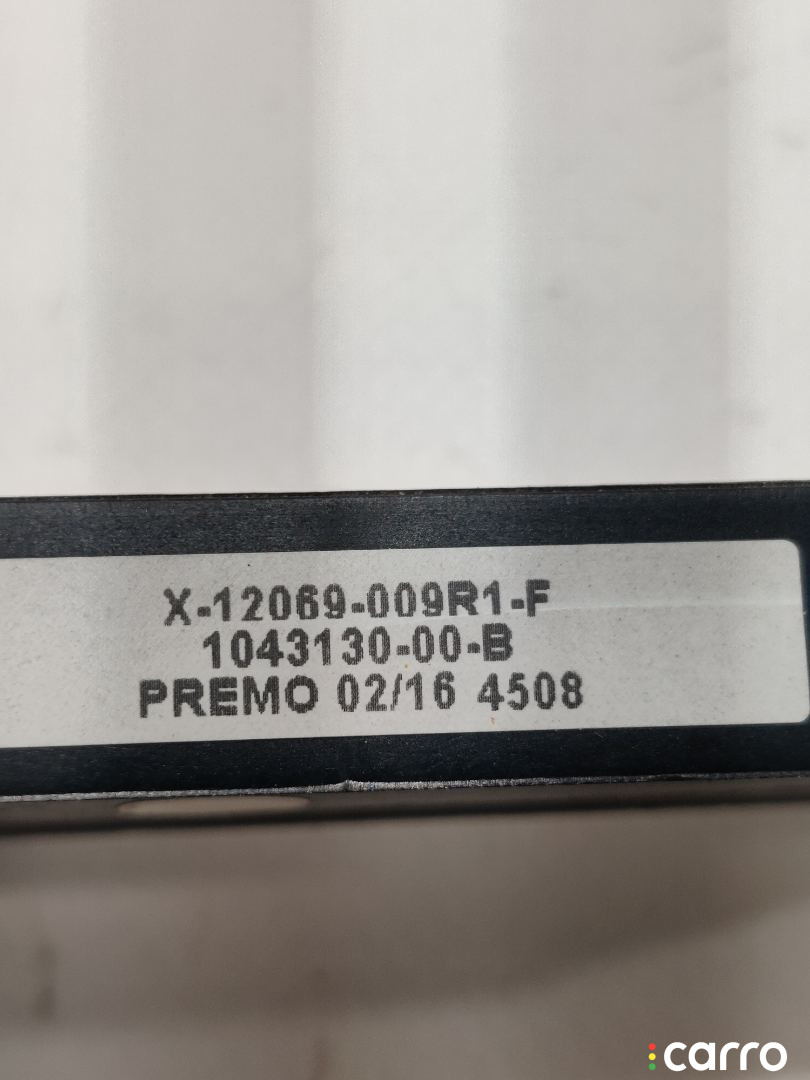 X-12069-009R1-F
1043130-00-B
PREMO 02/16 4508
carro